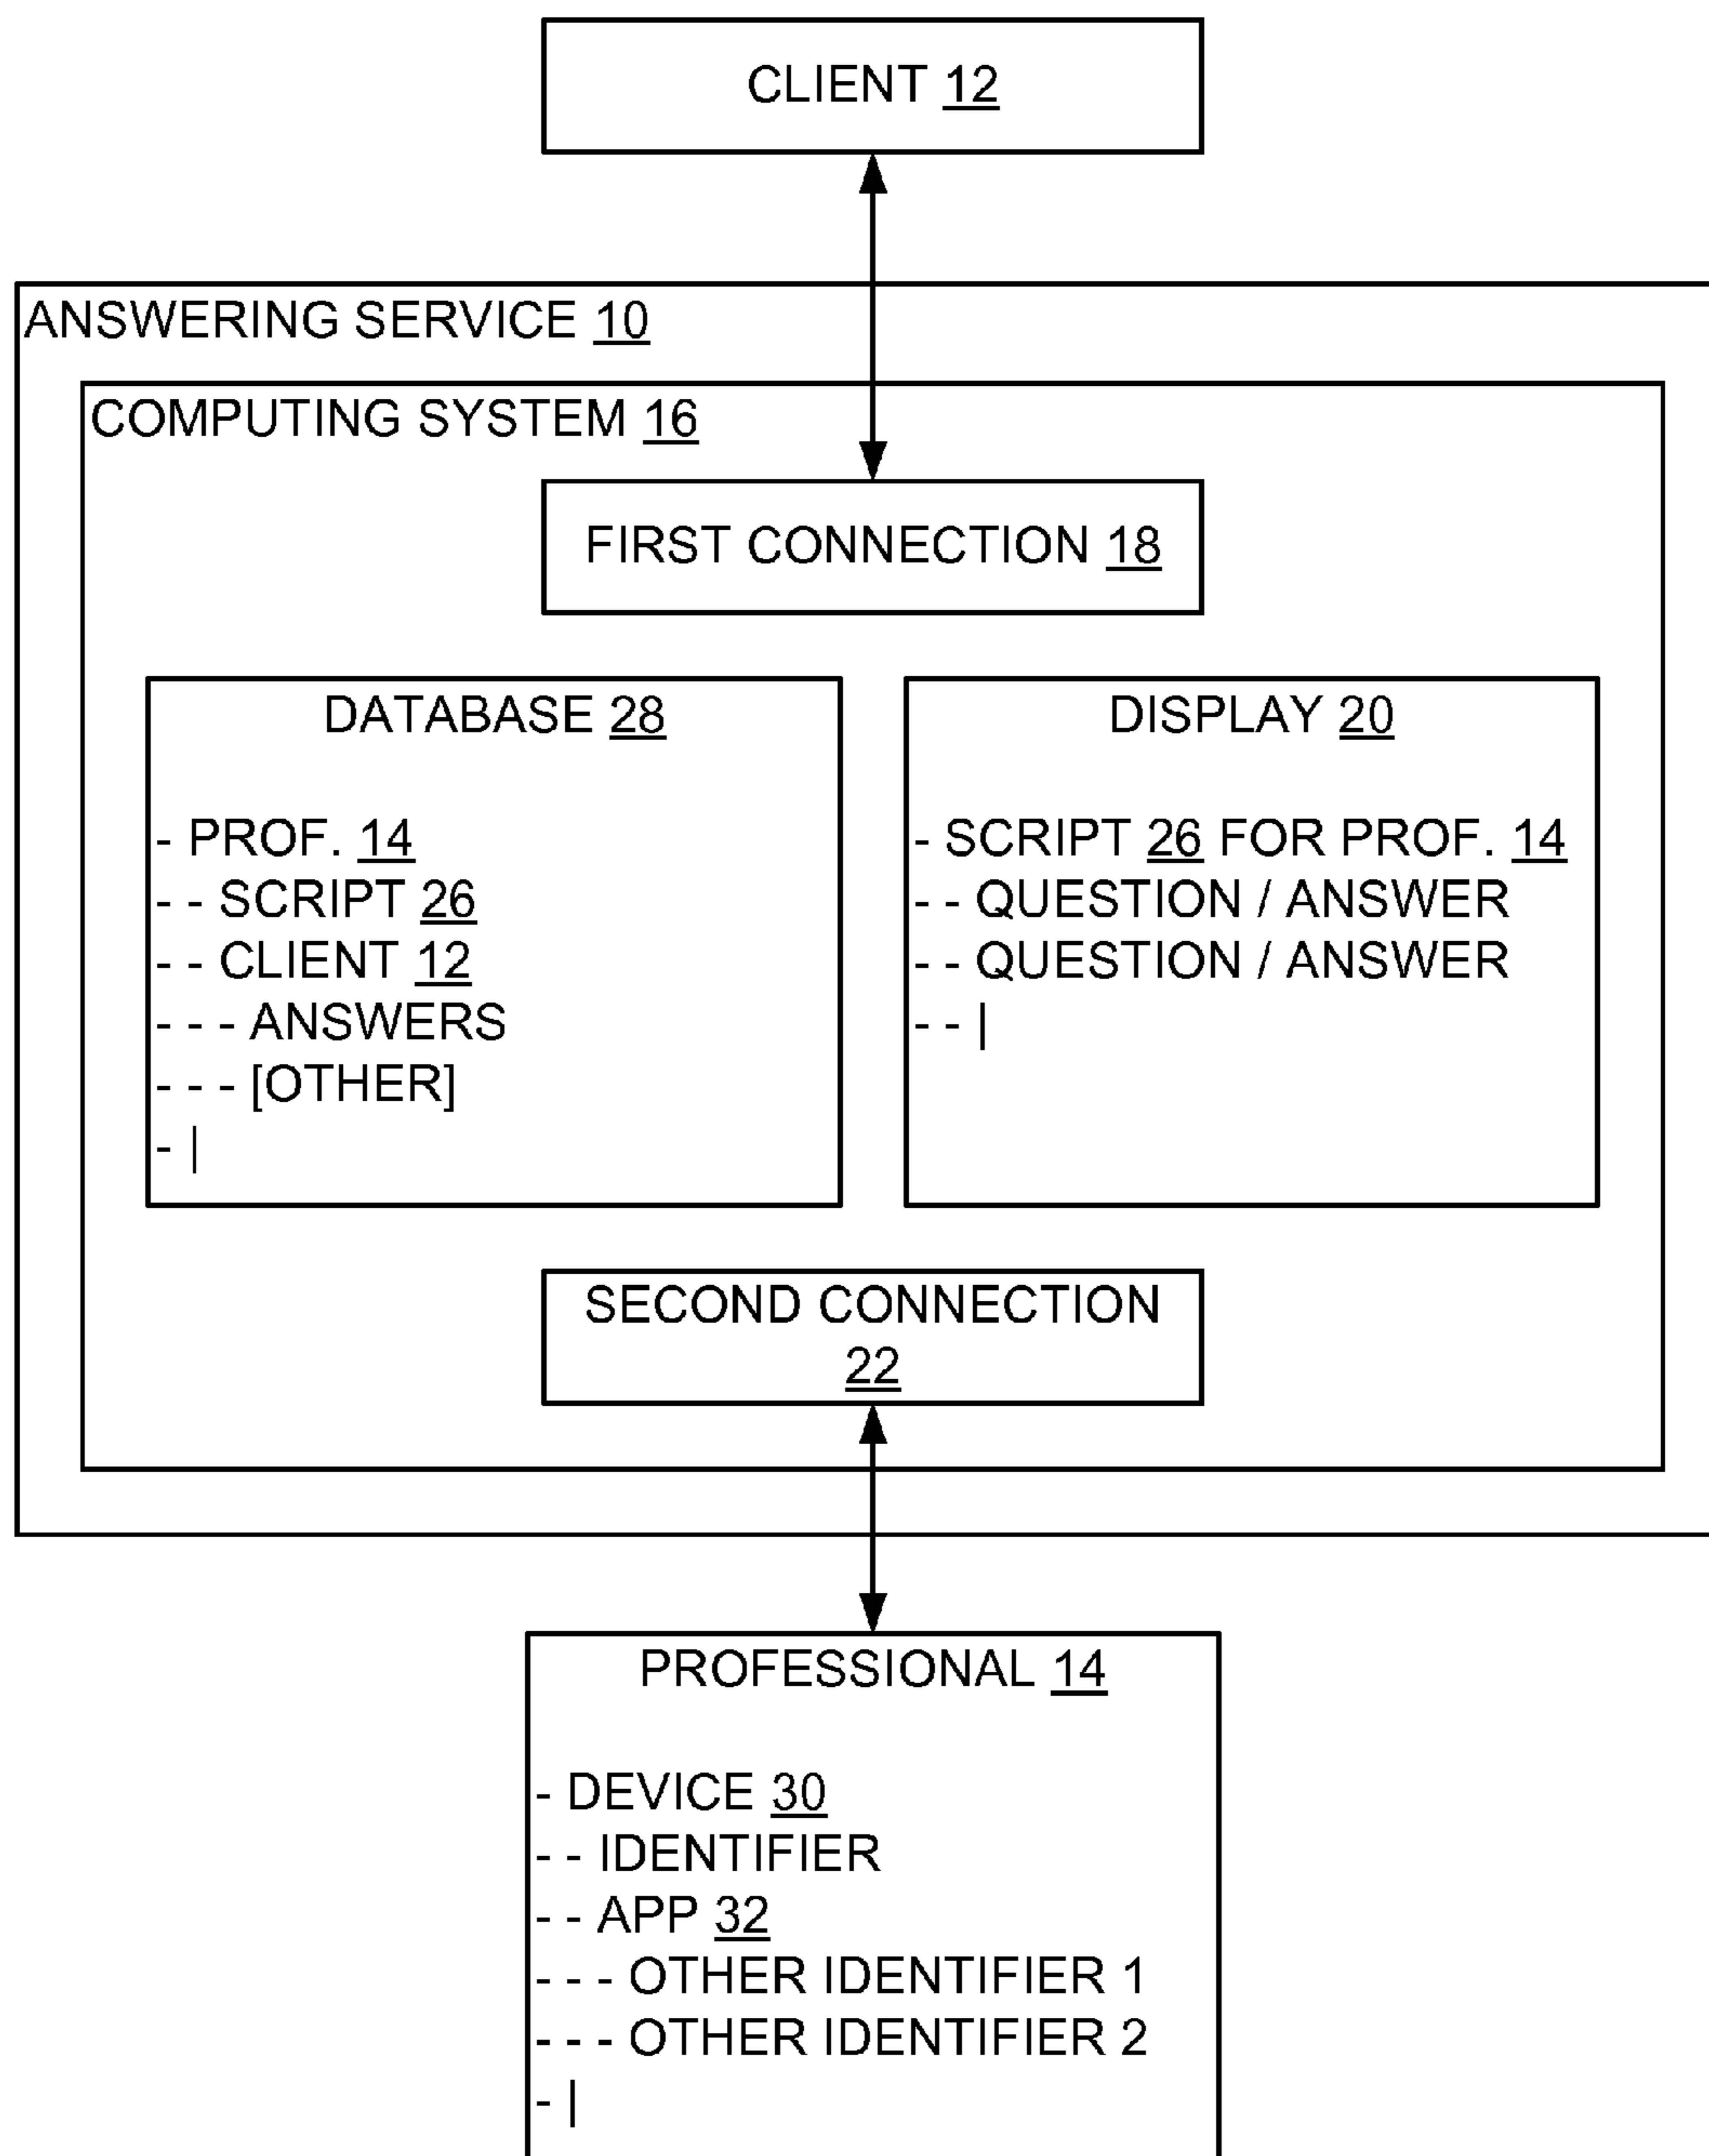 CLIENT 12
ANSWERING SERVICE 10
COMPUTING SYSTEM 16
FIRST CONNECTION 18
DATABASE 28
- PROF. 14
- - SCRIPT 26
- - CLIENT 12
- - - ANSWERS
- - - [OTHER]
- |
DISPLAY 20
- SCRIPT 26 FOR PROF. 14
- - QUESTION / ANSWER
- - QUESTION / ANSWER
- - |
SECOND CONNECTION
22
PROFESSIONAL 14
- DEVICE 30
- - IDENTIFIER
- - APP 32
- - - OTHER IDENTIFIER 1
- - - OTHER IDENTIFIER 2
- |